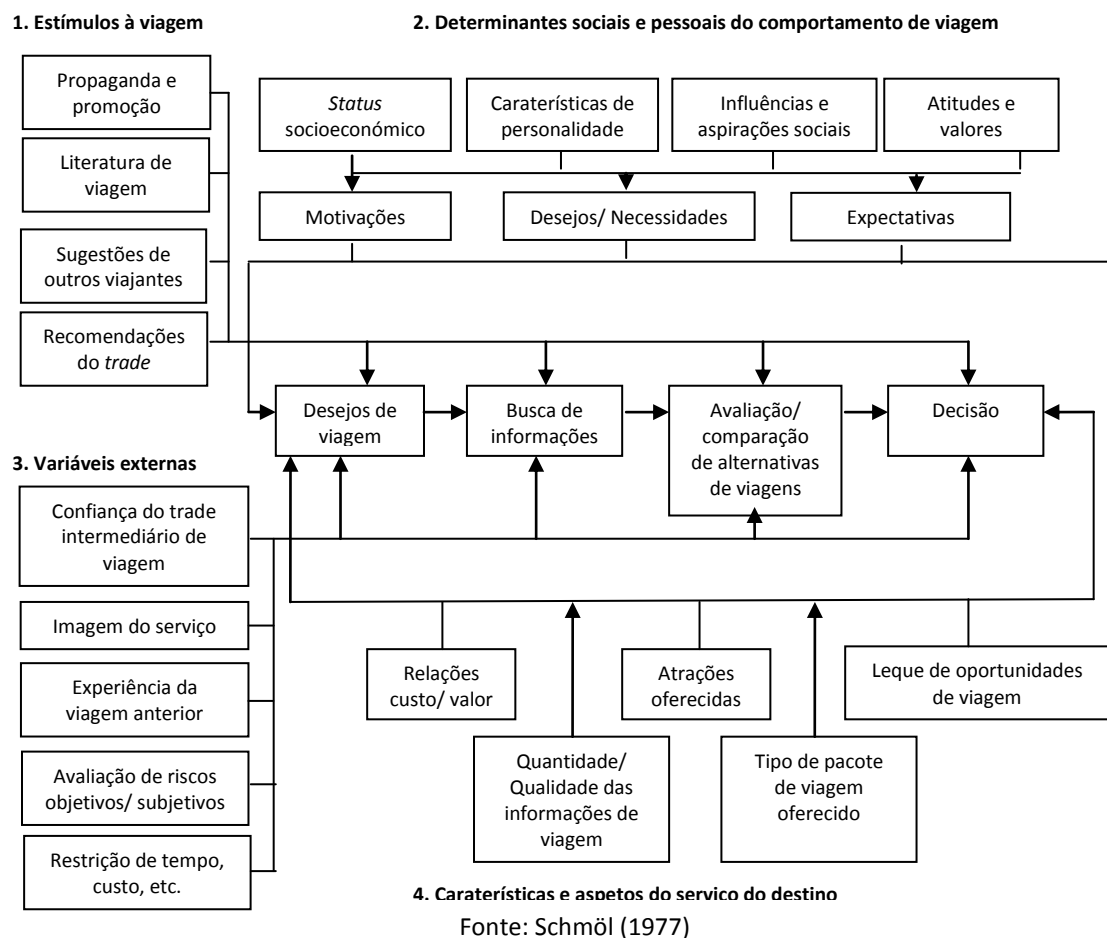 1. Estímulos à viagem
2. Determinantes sociais e pessoais do comportamento de viagem
Propaganda e
promoção
Literatura de
viagem
Sugestões de
outros viajantes
Recomendações
do trade
Status
socioeconómico
Caraterísticas de
personalidade
Influências e
aspirações sociais
Atitudes e
valores
Motivações
Desejos/ Necessidades
Expectativas
Desejos de
viagem
Busca de
informações
Avaliação/
comparação
de alternativas
de viagens
Decisão
3. Variáveis externas
Confiança do trade
intermediário de
viagem
Imagem do serviço
Experiência da
viagem anterior
Avaliação de riscos
objetivos/ subjetivos
Restrição de tempo,
custo, etc.
Relações
custo/ valor
Atrações
oferecidas
Leque de oportunidades
de viagem
Quantidade/
Qualidade das
informações de
viagem
Tipo de pacote
de viagem
oferecido
4. Caraterísticas e aspetos do serviço do destino
Fonte: Schmöl (1977)